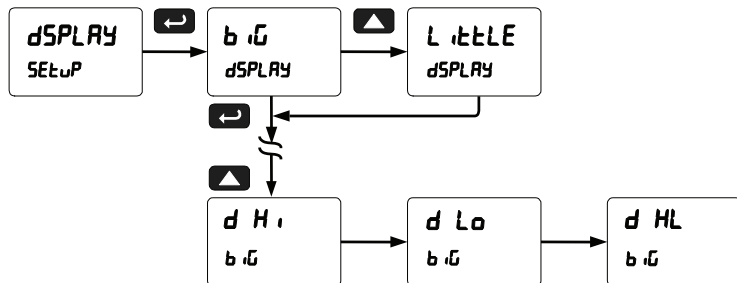 dSPLAY
SEtuP
biG
dSPLAY
LittLE
dSPLAY
d Hi
biG
d Lo
biG
d HL
biG